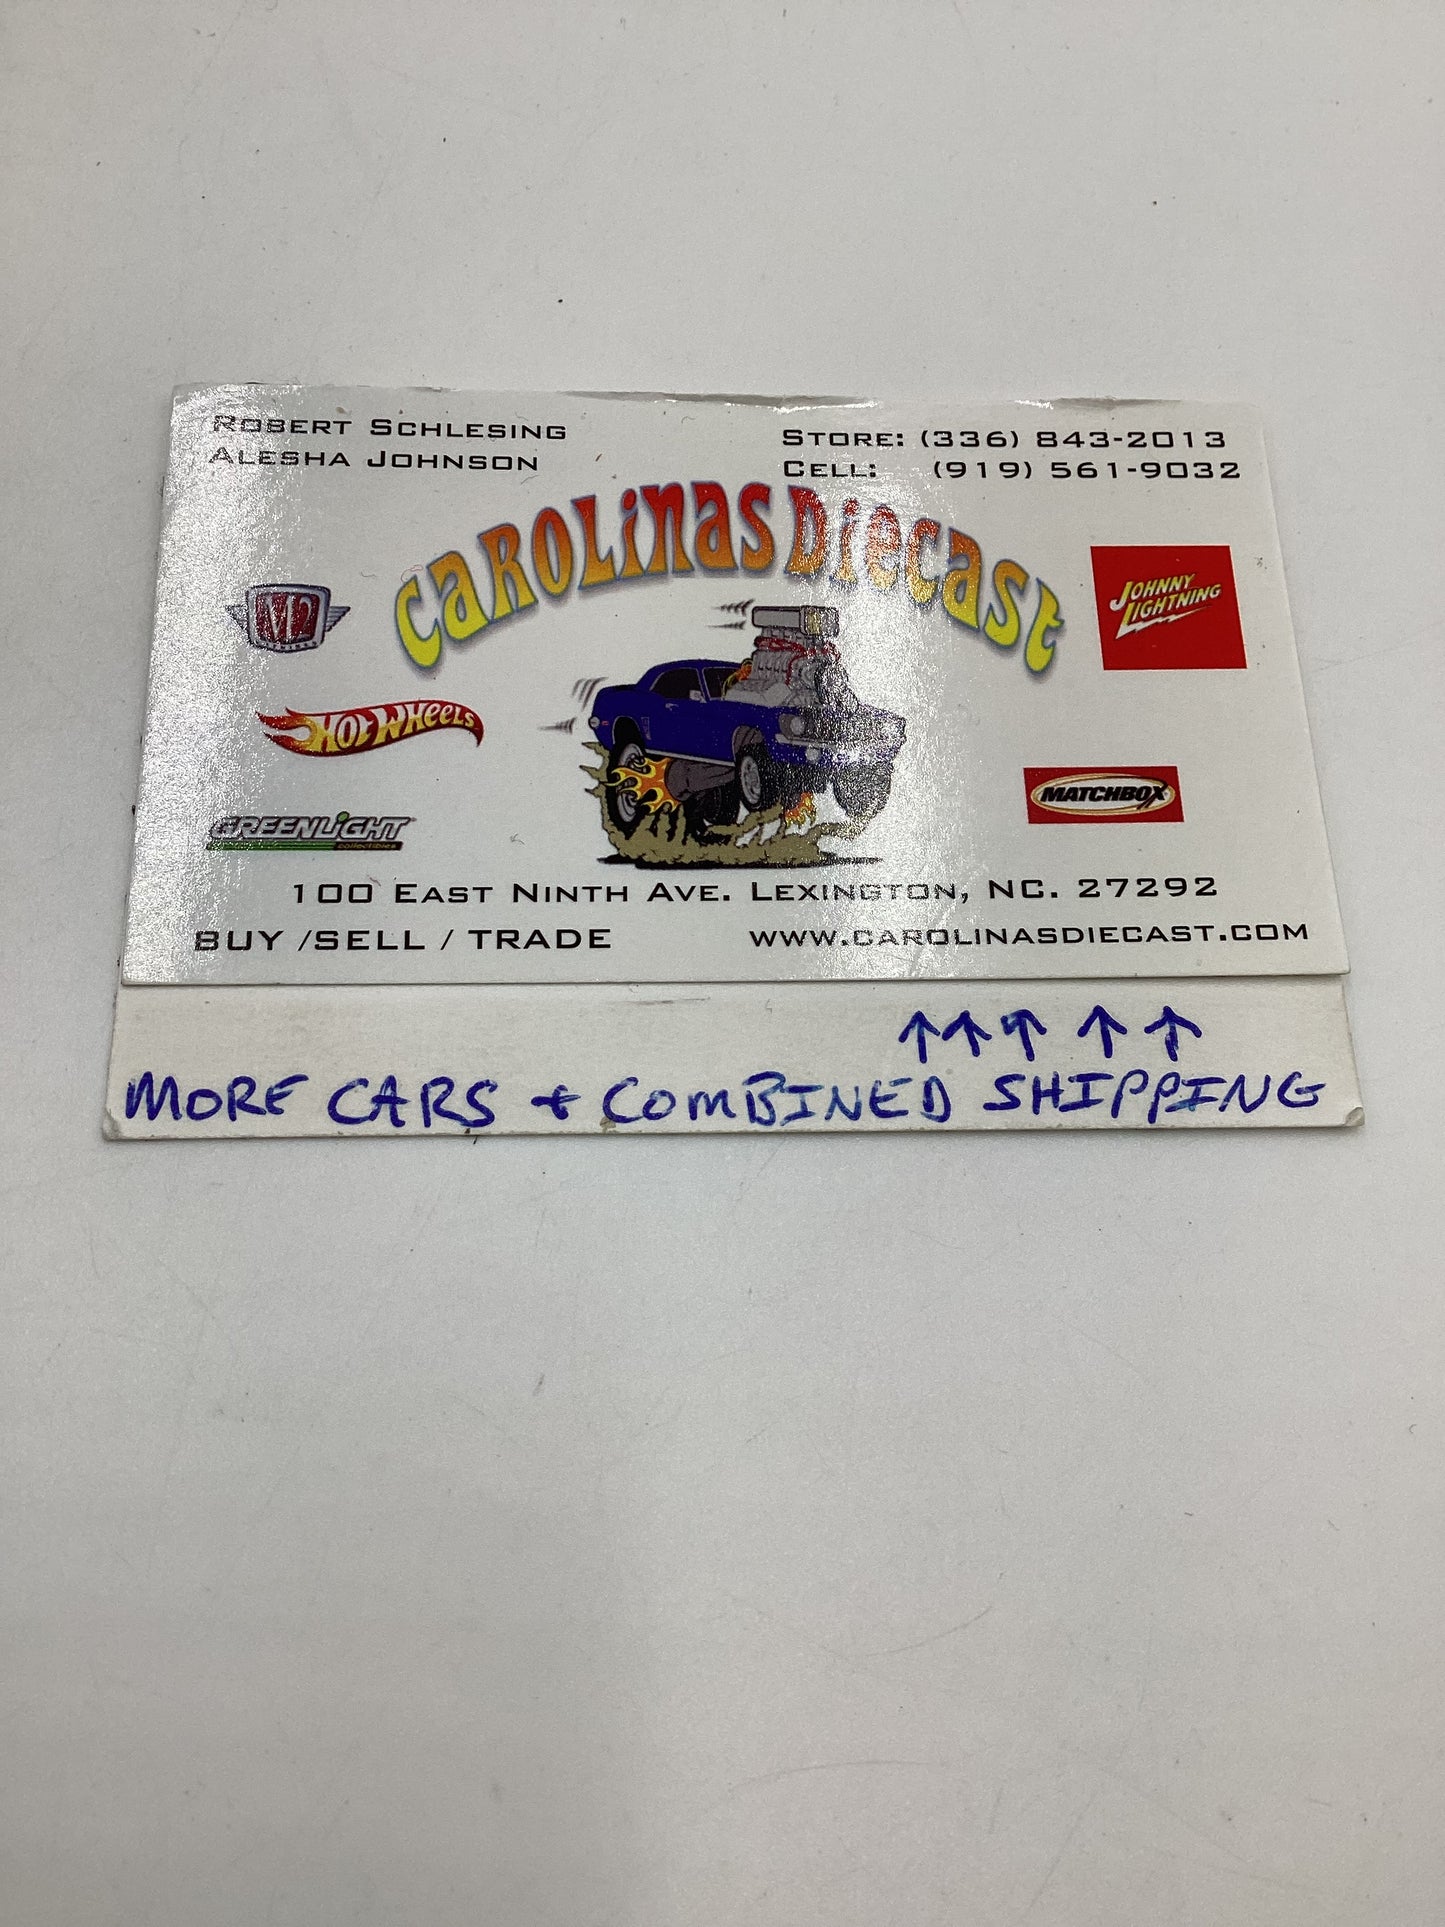 ROBERT SCHLESING
ALESHA JOHNSON
STORE: (336) 843-2013
CELL: (919) 561-9032
CAROLINAS DIECAST
M2
JOHNNY
LIGHTNING
HOT WHEELS
MATCHBOX
GREENLIGHT
collectibles
100 EAST NINTH AVE. LEXINGTON, NC. 27292
BUY /SELL / TRADE
WWW.CAROLINASDIECAST.COM
↑ ↑ ↑ ↑ ↑
MORE CARS + COMBINED SHIPPING